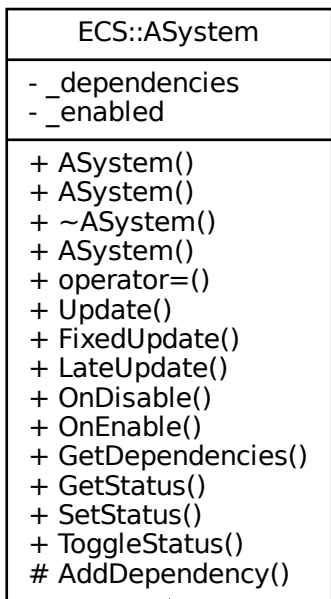 ECS::ASystem
- _dependencies
- _enabled
+ ASystem()
+ ASystem()
+ ~ASystem()
+ ASystem()
+ operator=()
+ Update()
+ FixedUpdate()
+ LateUpdate()
+ OnDisable()
+ OnEnable()
+ GetDependencies()
+ GetStatus()
+ SetStatus()
+ ToggleStatus()
# AddDependency()